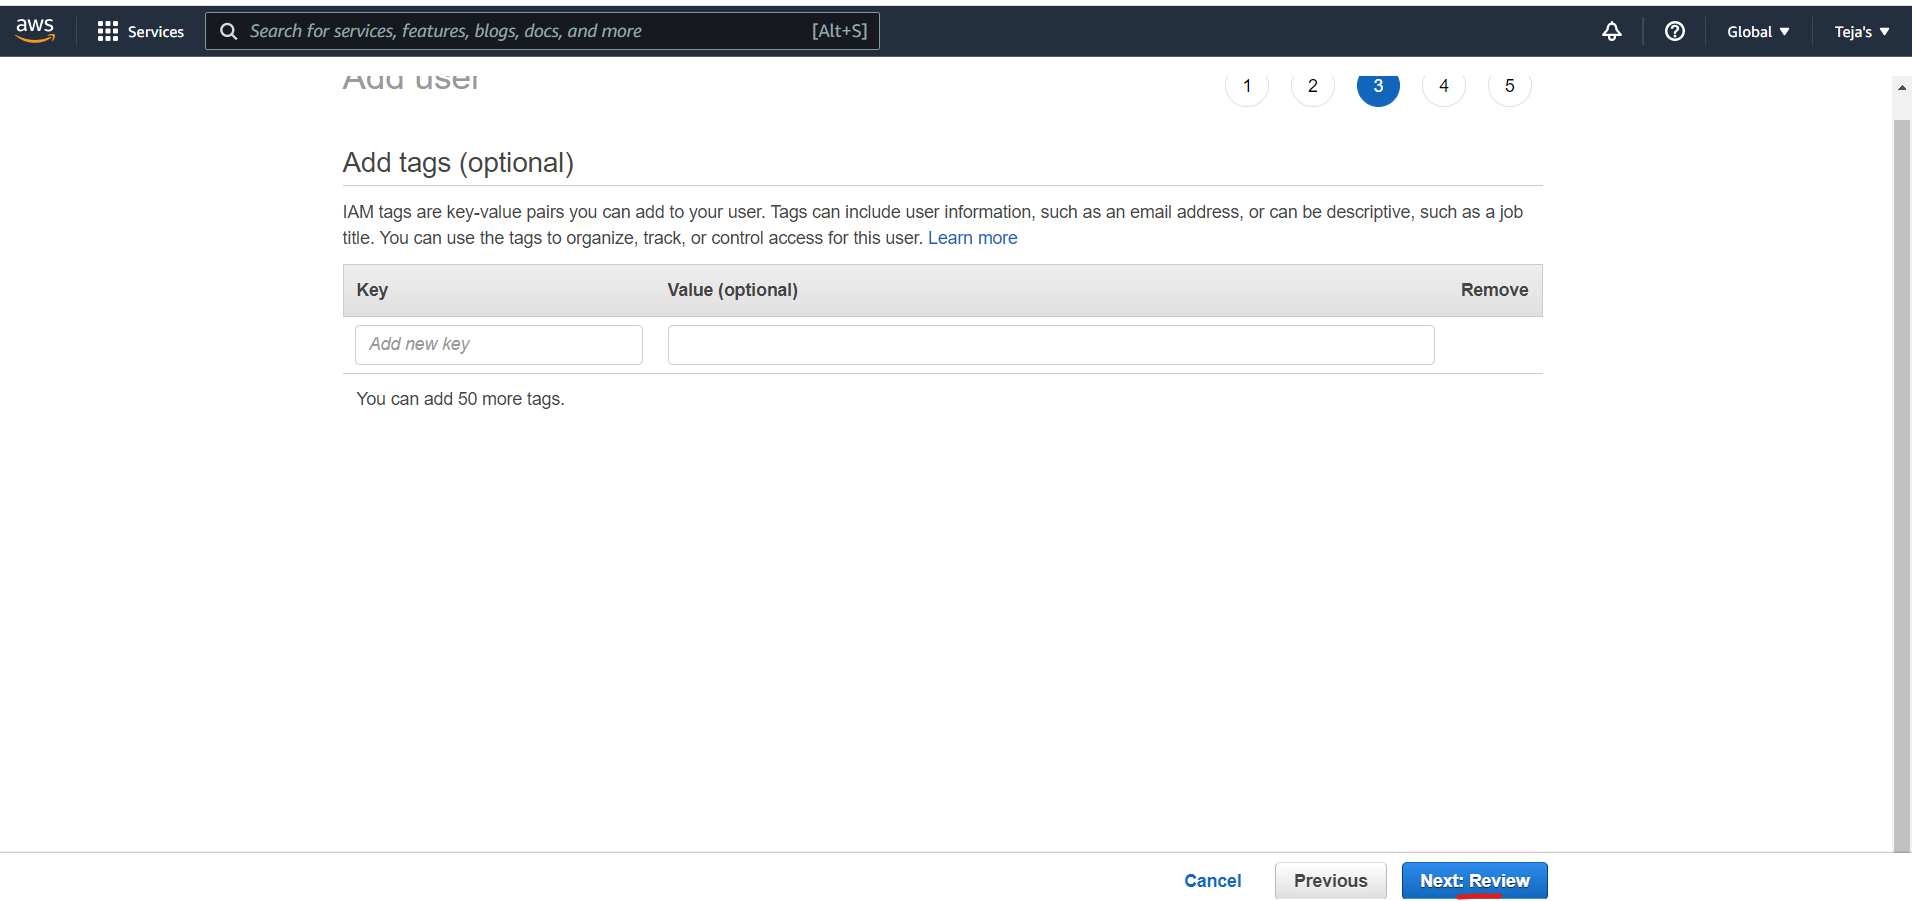 aws Services Search for services, features, blogs, docs, and more [Alt+S] Global Teja's
Add user 1 2 3 4 5
Add tags (optional)
IAM tags are key-value pairs you can add to your user. Tags can include user information, such as an email address, or can be descriptive, such as a job
title. You can use the tags to organize, track, or control access for this user. Learn more
Key Value (optional) Remove
Add new key
You can add 50 more tags.
Cancel Previous Next: Review